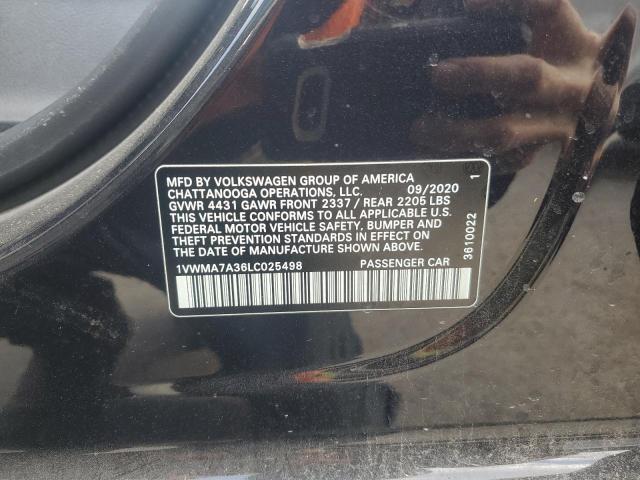 MFD BY VOLKSWAGEN GROUP OF AMERICA
CHATTANOOGA OPERATIONS, LLC. 09/2020
GVWR 4431 GAWR FRONT 2337 / REAR 2205 LBS
THIS VEHICLE CONFORMS TO ALL APPLICABLE U.S.
FEDERAL MOTOR VEHICLE SAFETY, BUMPER AND
THEFT PREVENTION STANDARDS IN EFFECT ON
DATE OF MANUFACTURE SHOWN ABOVE.
1VWMA7A36LC025498 PASSENGER CAR
3610022 1